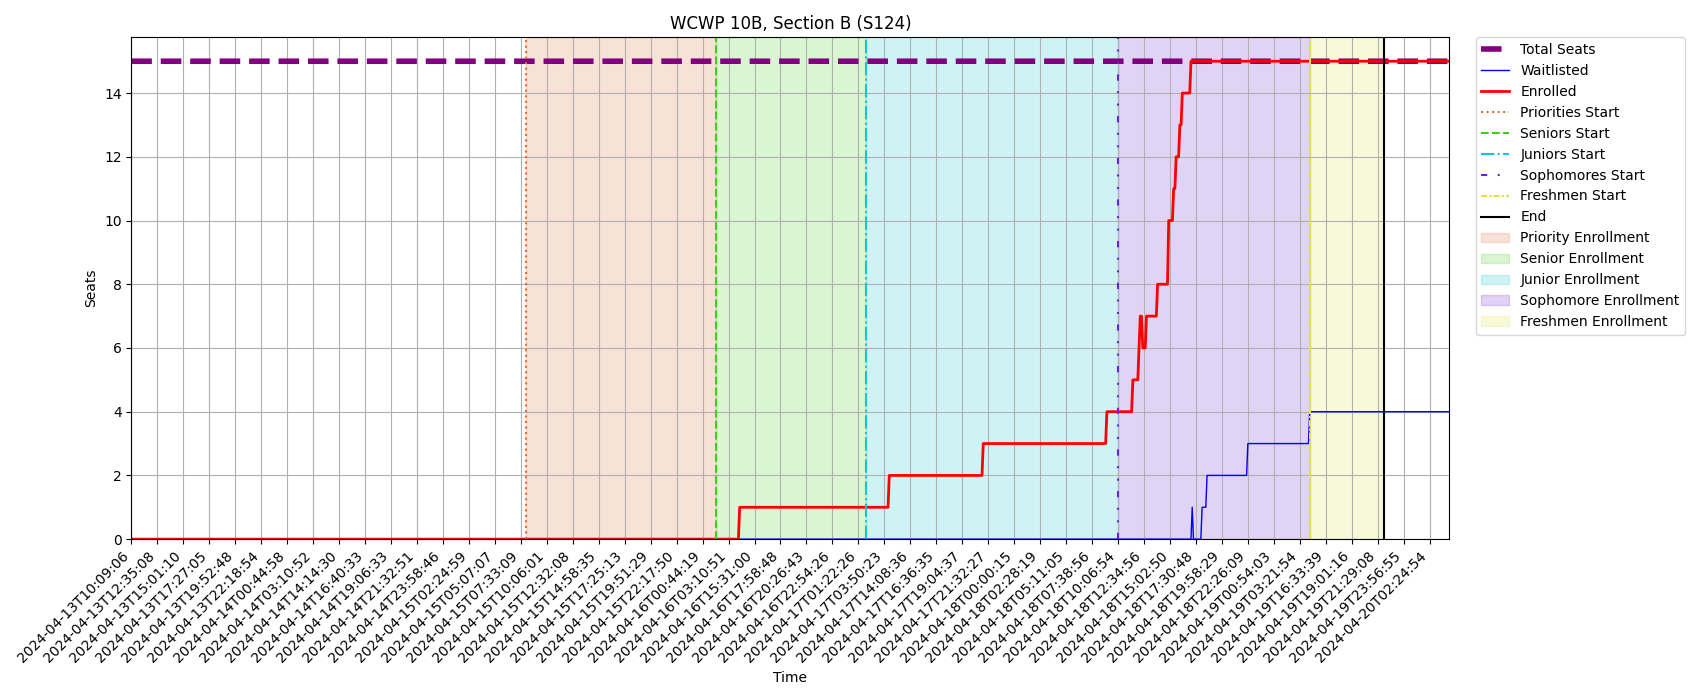 WCWP 10B, Section B (S124)
Seats
14
12
10
8
6
4
2
0
2024-04-13T10:09:06
2024-04-13T12:35:08
2024-04-13T15:01:10
2024-04-13T17:27:05
2024-04-13T19:52:48
2024-04-13T22:18:54
2024-04-14T00:44:58
2024-04-14T03:10:52
2024-04-14T14:14:30
2024-04-14T16:40:33
2024-04-14T19:06:33
2024-04-14T21:32:51
2024-04-14T23:58:46
2024-04-15T02:24:59
2024-04-15T05:07:07
2024-04-15T07:33:09
2024-04-15T10:06:01
2024-04-15T12:32:08
2024-04-15T14:58:35
2024-04-15T17:25:13
2024-04-15T19:51:29
2024-04-15T22:17:50
2024-04-16T00:44:19
2024-04-16T03:10:51
2024-04-16T15:31:00
2024-04-16T17:58:48
2024-04-16T20:26:43
2024-04-16T22:54:26
2024-04-17T01:22:26
2024-04-17T03:50:23
2024-04-17T14:08:36
2024-04-17T16:36:35
2024-04-17T19:04:37
2024-04-17T21:32:27
2024-04-18T00:00:15
2024-04-18T02:28:19
2024-04-18T05:11:05
2024-04-18T07:38:56
2024-04-18T10:06:54
2024-04-18T12:34:56
2024-04-18T15:02:50
2024-04-18T17:30:48
2024-04-18T19:58:29
2024-04-18T22:26:09
2024-04-19T00:54:03
2024-04-19T03:21:54
2024-04-19T16:33:39
2024-04-19T19:01:16
2024-04-19T21:29:08
2024-04-19T23:56:55
2024-04-20T02:24:54
Time
Total Seats
Waitlisted
Enrolled
Priorities Start
Seniors Start
Juniors Start
Sophomores Start
Freshmen Start
End
Priority Enrollment
Senior Enrollment
Junior Enrollment
Sophomore Enrollment
Freshmen Enrollment